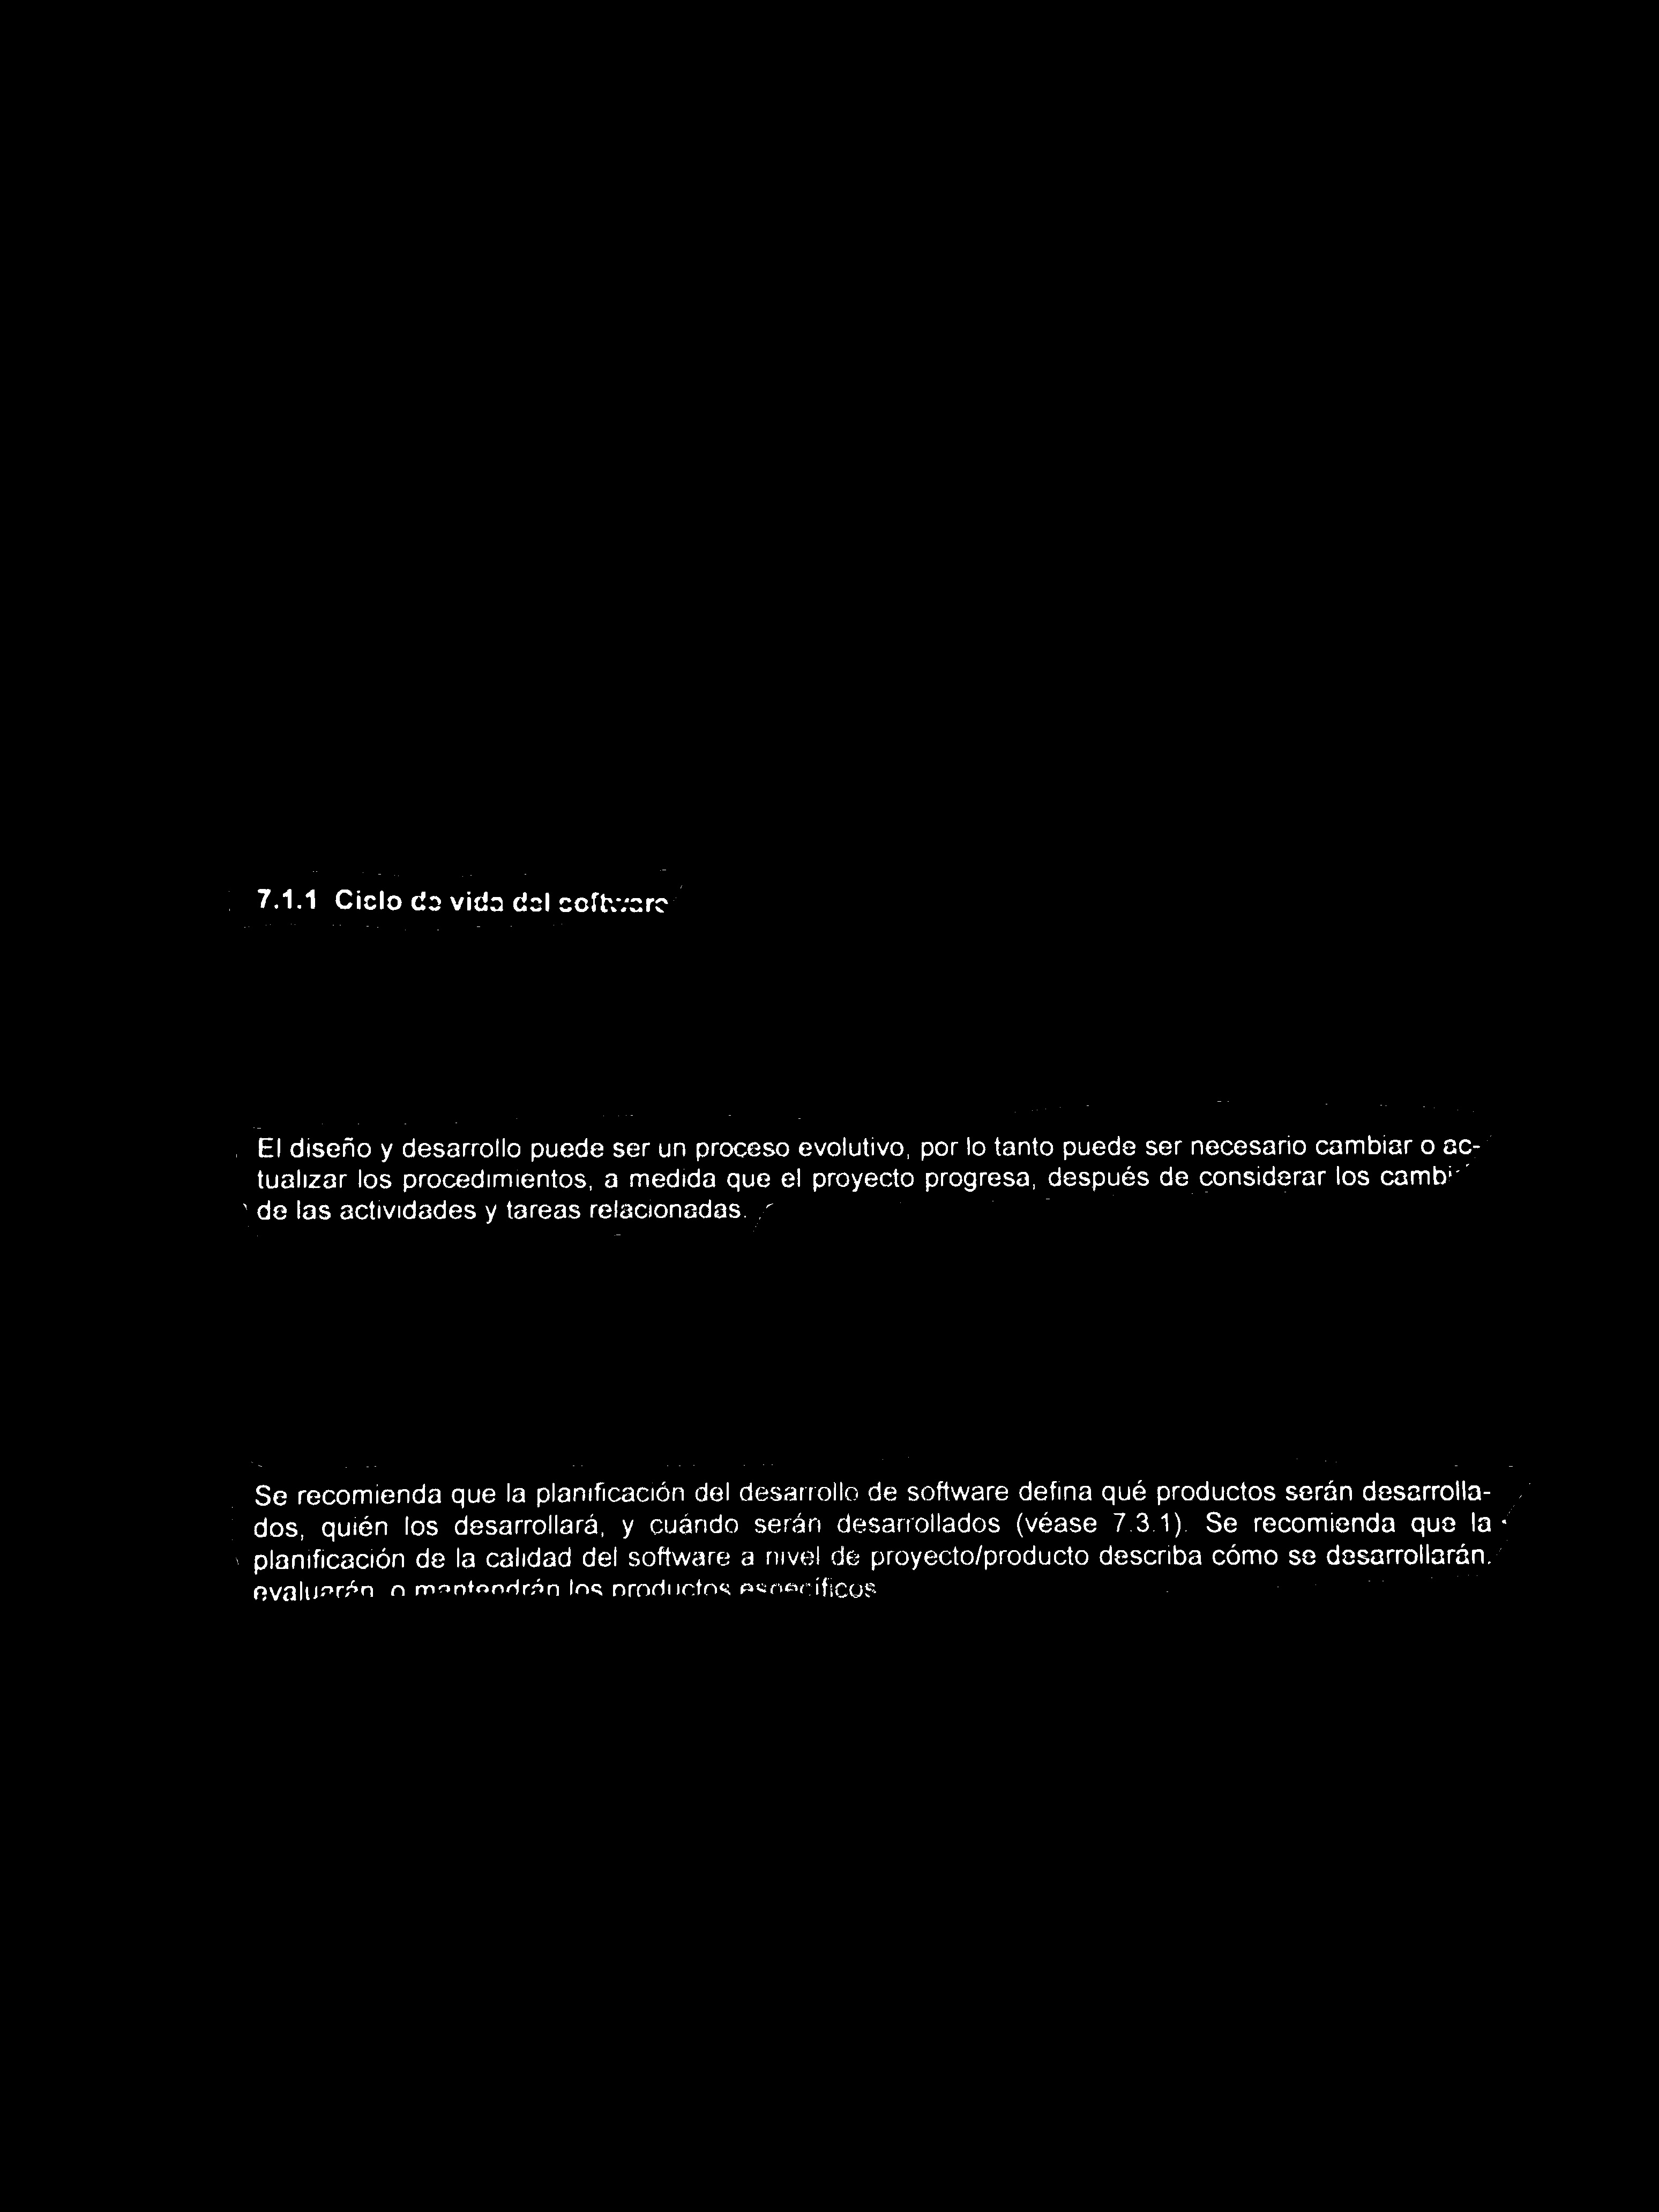 7.1.1 Ciclo de vida del software
El diseño y desarrollo puede ser un proceso evolutivo, por lo tanto puede ser necesario cambiar o ac-
tualizar los procedimientos, a medida que el proyecto progresa, después de considerar los
de las actividades y tareas relacionadas.
Se recomienda que la planificación del desarrollo de software defina qué productos serán desarrolla-
dos, quién los desarrollará, y cuándo serán desarrollados (véase 7.3.1). Se recomienda que la
planificación de la calidad del software a nivel de proyecto/producto describa cómo se desarrollarán,
evaluarán o mantendrán los productos específicos